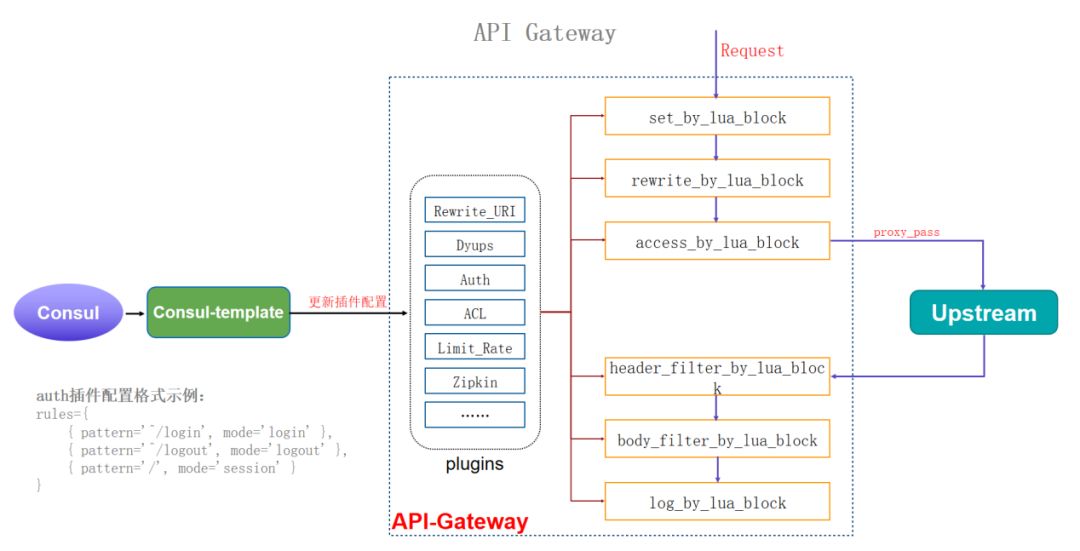 API Gateway
Request
set_by_lua_block
rewrite_by_lua_block
access_by_lua_block
proxy_pass
Rewrite_URI
Dyups
Auth
ACL
Limit_Rate
Zipkin
……
plugins
Consul
Consul-template
更新插件配置
Upstream
header_filter_by_lua_bloc
k
body_filter_by_lua_block
log_by_lua_block
auth插件配置格式示例:
rules={
{ pattern='^/login', mode='login' },
{ pattern='^/logout', mode='logout' },
{ pattern='/', mode='session' }
}
API-Gateway